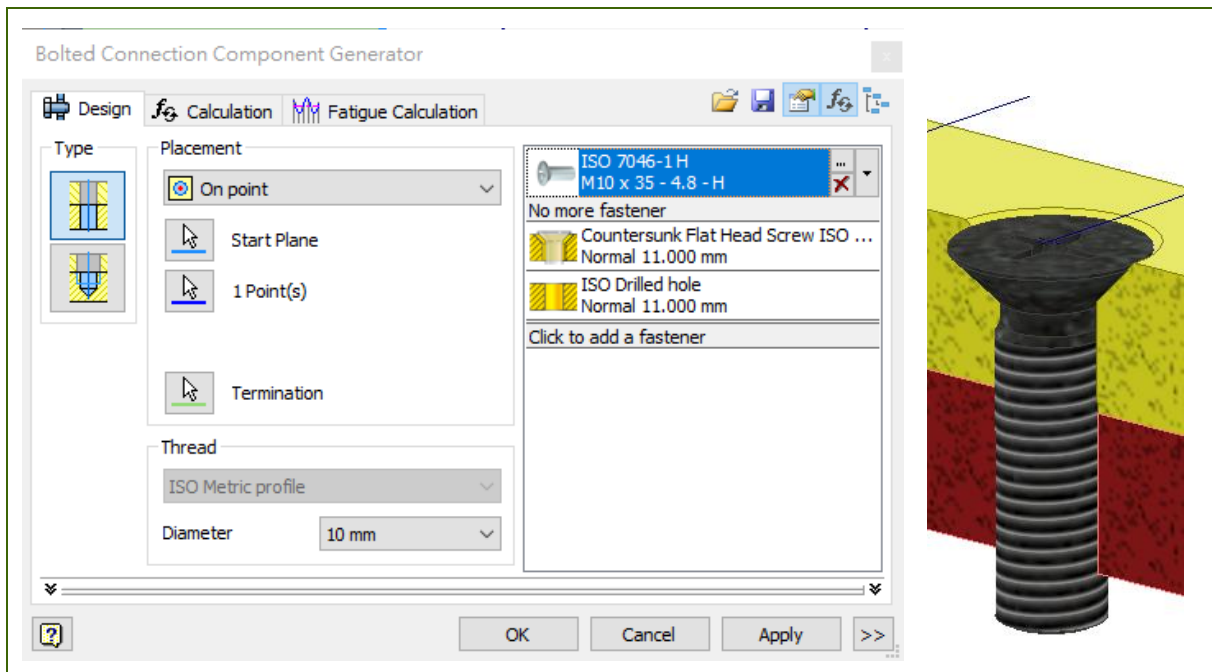 Bolted Connection Component Generator
x
Design
fG Calculation
Fatigue Calculation
fG
Type
Placement
On point
Start Plane
1 Point(s)
Termination
Thread
ISO Metric profile
Diameter
10 mm
ISO 7046-1 H
M10 x 35 - 4.8 - H
...
No more fastener
Countersunk Flat Head Screw ISO ...
Normal 11.000 mm
ISO Drilled hole
Normal 11.000 mm
Click to add a fastener
?
OK
Cancel
Apply
>>